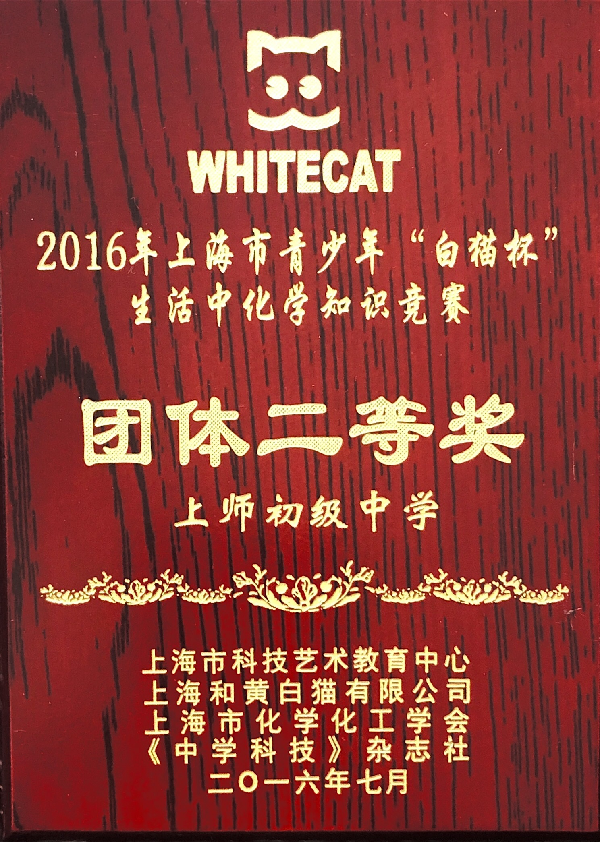 WHITECAT
2016年上海市青少年“白猫杯”
生活中化学知识竞赛
团体二等奖
上师初级中学
上海市科技艺术教育中心
上海和黄白猫有限公司
上海市化学化工学会
《中学科技》杂志社
二〇一六年七月